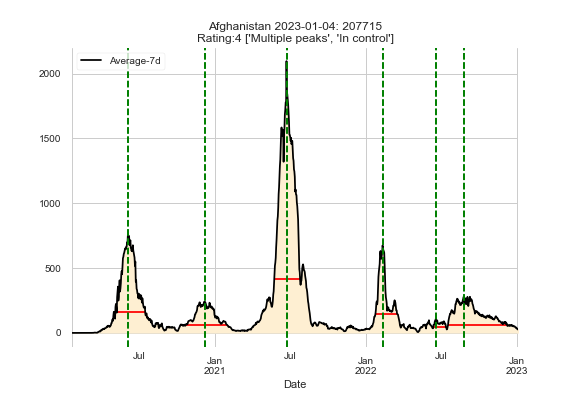 Afghanistan 2023-01-04: 207715
Rating:4 ['Multiple peaks', 'In control']
Average-7d
2000
1500
1000
500
0
Jul
Jan
2021
Jul
Jan
2022
Jul
Jan
2023
Date